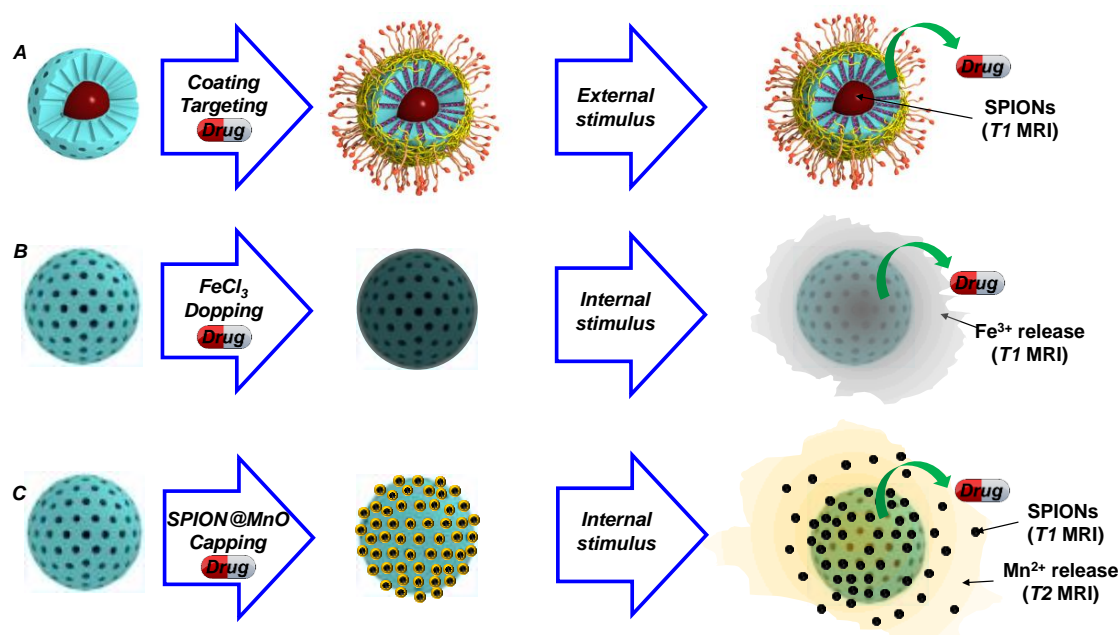 A
Coating
Targeting
Drug
External
stimulus
Drug
SPIONs
(T1 MRI)
B
FeCl3
Dopping
Drug
Internal
stimulus
Drug
Fe3+ release
(T1 MRI)
C
SPION@MnO
Capping
Drug
Internal
stimulus
Drug
SPIONs
(T1 MRI)
Mn2+ release
(T2 MRI)